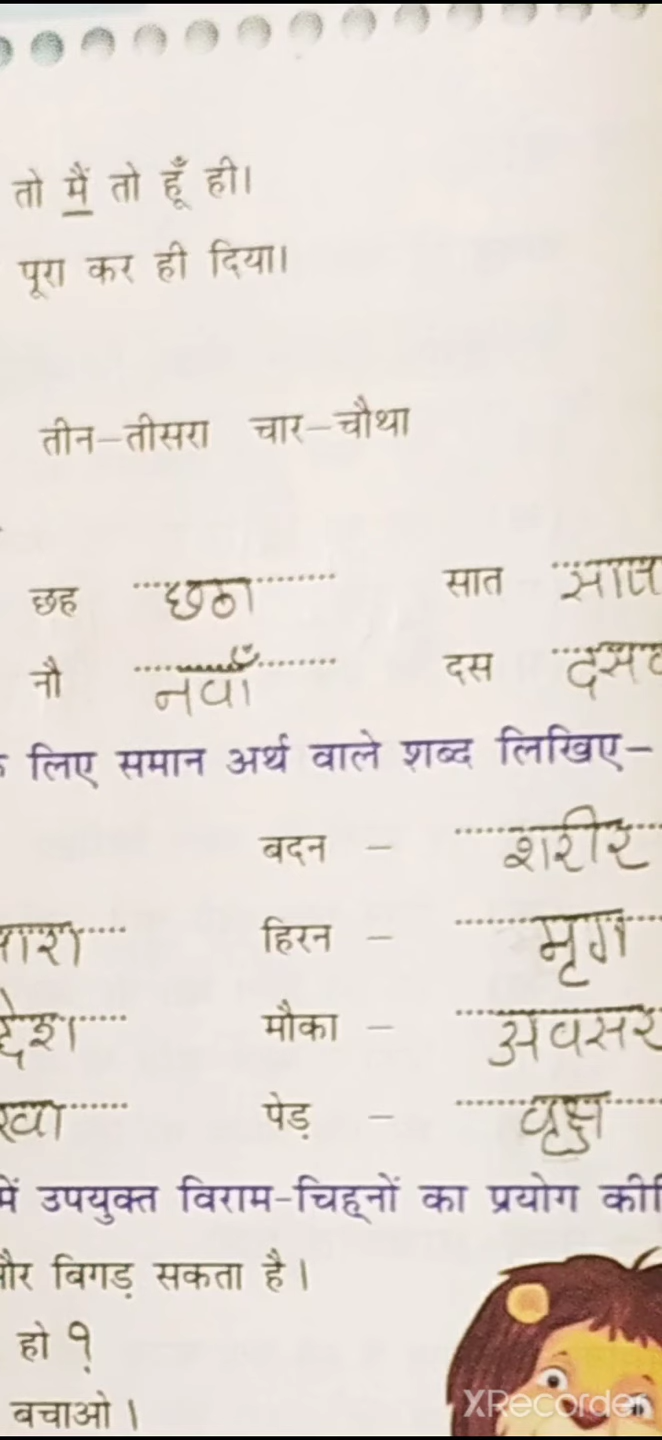 तो मैं तो हूँ ही।
पूरा कर ही दिया।
तीन-तीसरा चार-चौथा
छह छठा सात
नौ नवाँ दस
लिए समान अर्थ वाले शब्द लिखिए-
बदन - शरीर
हिरन - मृग
मौका - अवसर
पेड़ - वृक्ष
में उपयुक्त विराम-चिह्नों का प्रयोग
बिगड़ सकता है।
हो ?
बचाओ।
XRecorder